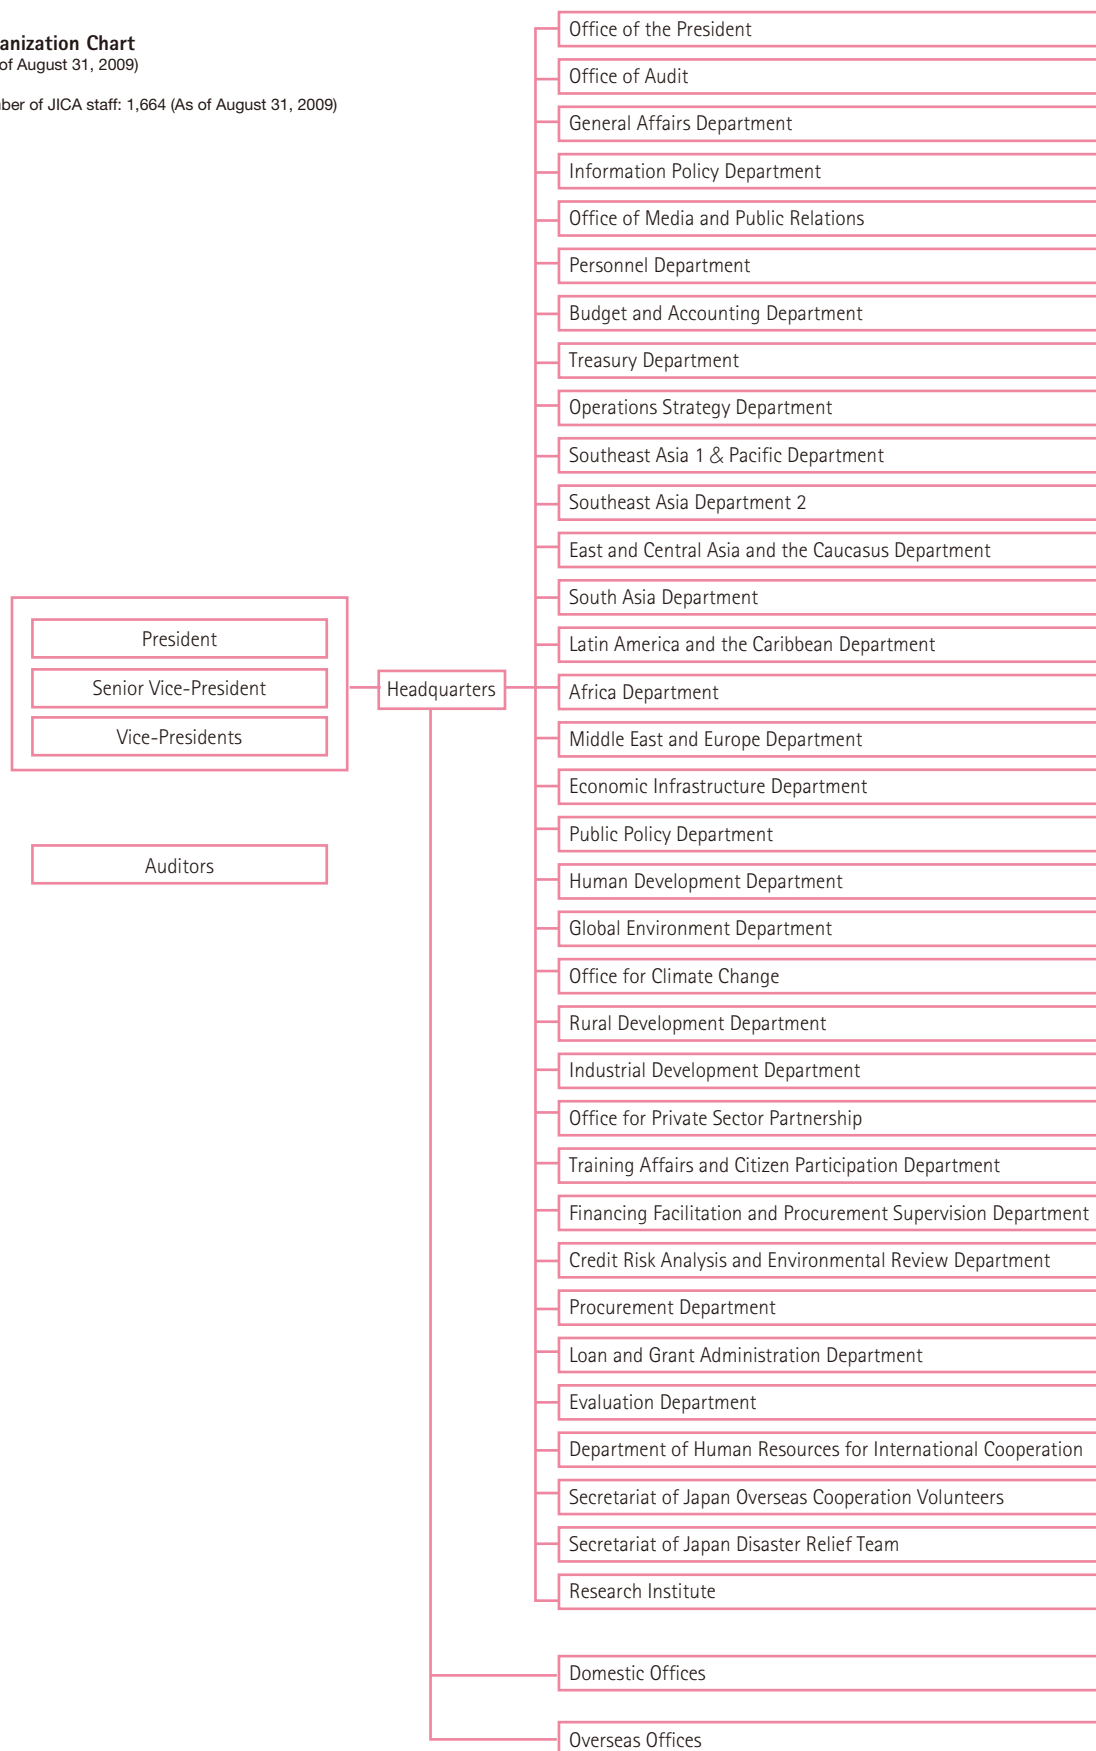 anization Chart
of August 31, 2009)
ber of JICA staff: 1,664 (As of August 31, 2009)
President
Senior Vice-President
Vice-Presidents
Auditors
Headquarters
Office of the President
Office of Audit
General Affairs Department
Information Policy Department
Office of Media and Public Relations
Personnel Department
Budget and Accounting Department
Treasury Department
Operations Strategy Department
Southeast Asia 1 & Pacific Department
Southeast Asia Department 2
East and Central Asia and the Caucasus Department
South Asia Department
Latin America and the Caribbean Department
Africa Department
Middle East and Europe Department
Economic Infrastructure Department
Public Policy Department
Human Development Department
Global Environment Department
Office for Climate Change
Rural Development Department
Industrial Development Department
Office for Private Sector Partnership
Training Affairs and Citizen Participation Department
Financing Facilitation and Procurement Supervision Department
Credit Risk Analysis and Environmental Review Department
Procurement Department
Loan and Grant Administration Department
Evaluation Department
Department of Human Resources for International Cooperation
Secretariat of Japan Overseas Cooperation Volunteers
Secretariat of Japan Disaster Relief Team
Research Institute
Domestic Offices
Overseas Offices